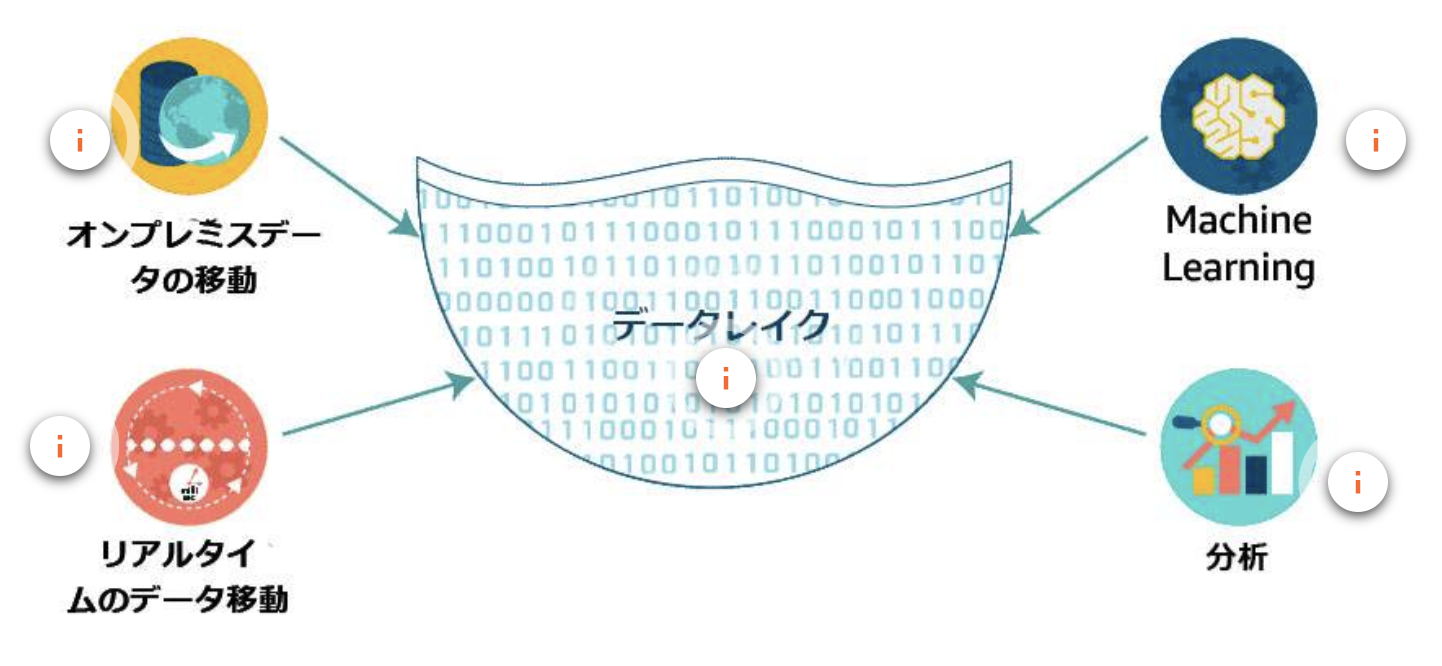 オンプレミスデー
タの移動
Machine
Learning
データレイク
リアルタイ
ムのデータ移動
分析